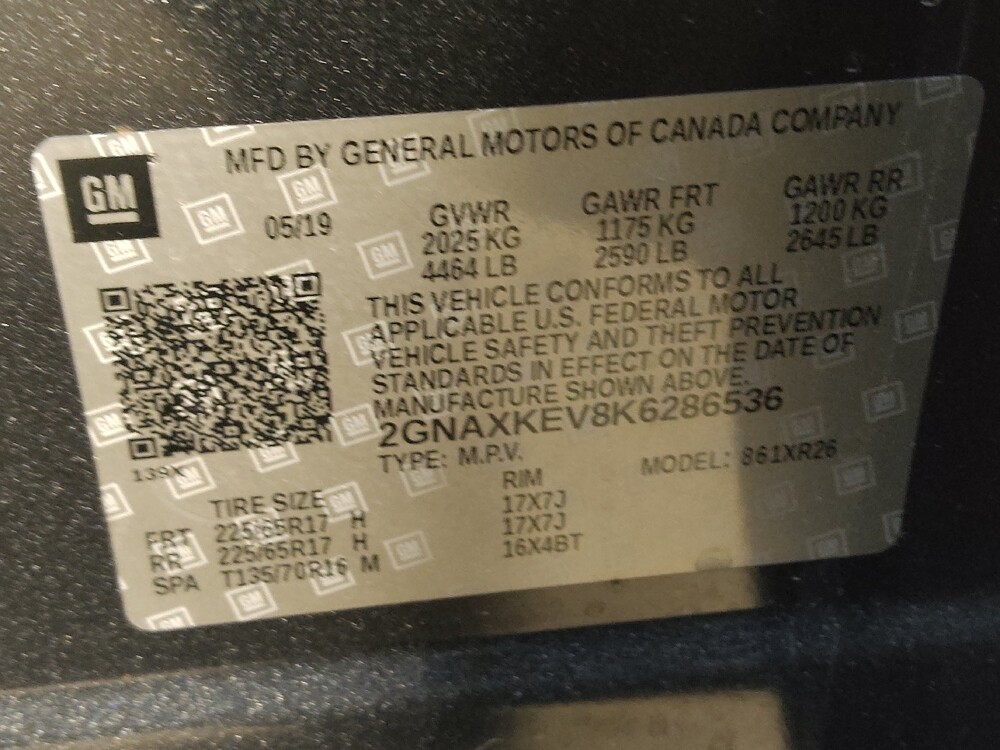 GM
MFD BY GENERAL MOTORS OF CANADA COMPANY
05/19
GVWR
2025 KG
4464 LB
GAWR FRT
1175 KG
2590 LB
GAWR RR
1200 KG
2645 LB
THIS VEHICLE CONFORMS TO ALL
APPLICABLE U.S. FEDERAL MOTOR
VEHICLE SAFETY AND THEFT PREVENTION
STANDARDS IN EFFECT ON THE DATE OF
MANUFACTURE SHOWN ABOVE.
2GNAXKEV8K6286536
TYPE: M.P.V. MODEL: 861XR26
139X
TIRE SIZE RIM
FRT 225/65R17 H 17X7J
RR 225/65R17 H 17X7J
SPA T135/70R16 M 16X4BT